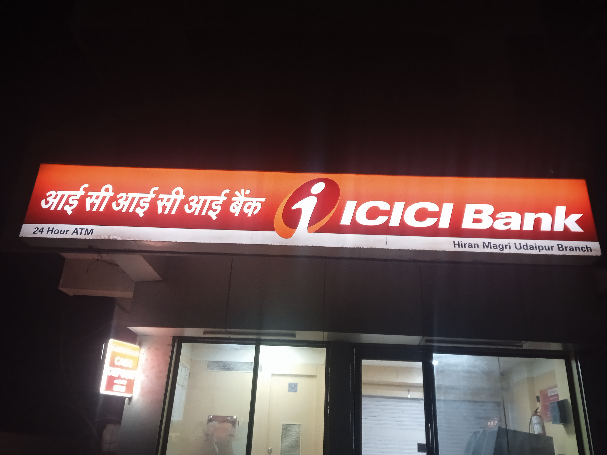 आई सी आई सी आई बैंक i ICICI Bank
24 Hour ATM
Hiran Magri Udaipur Branch